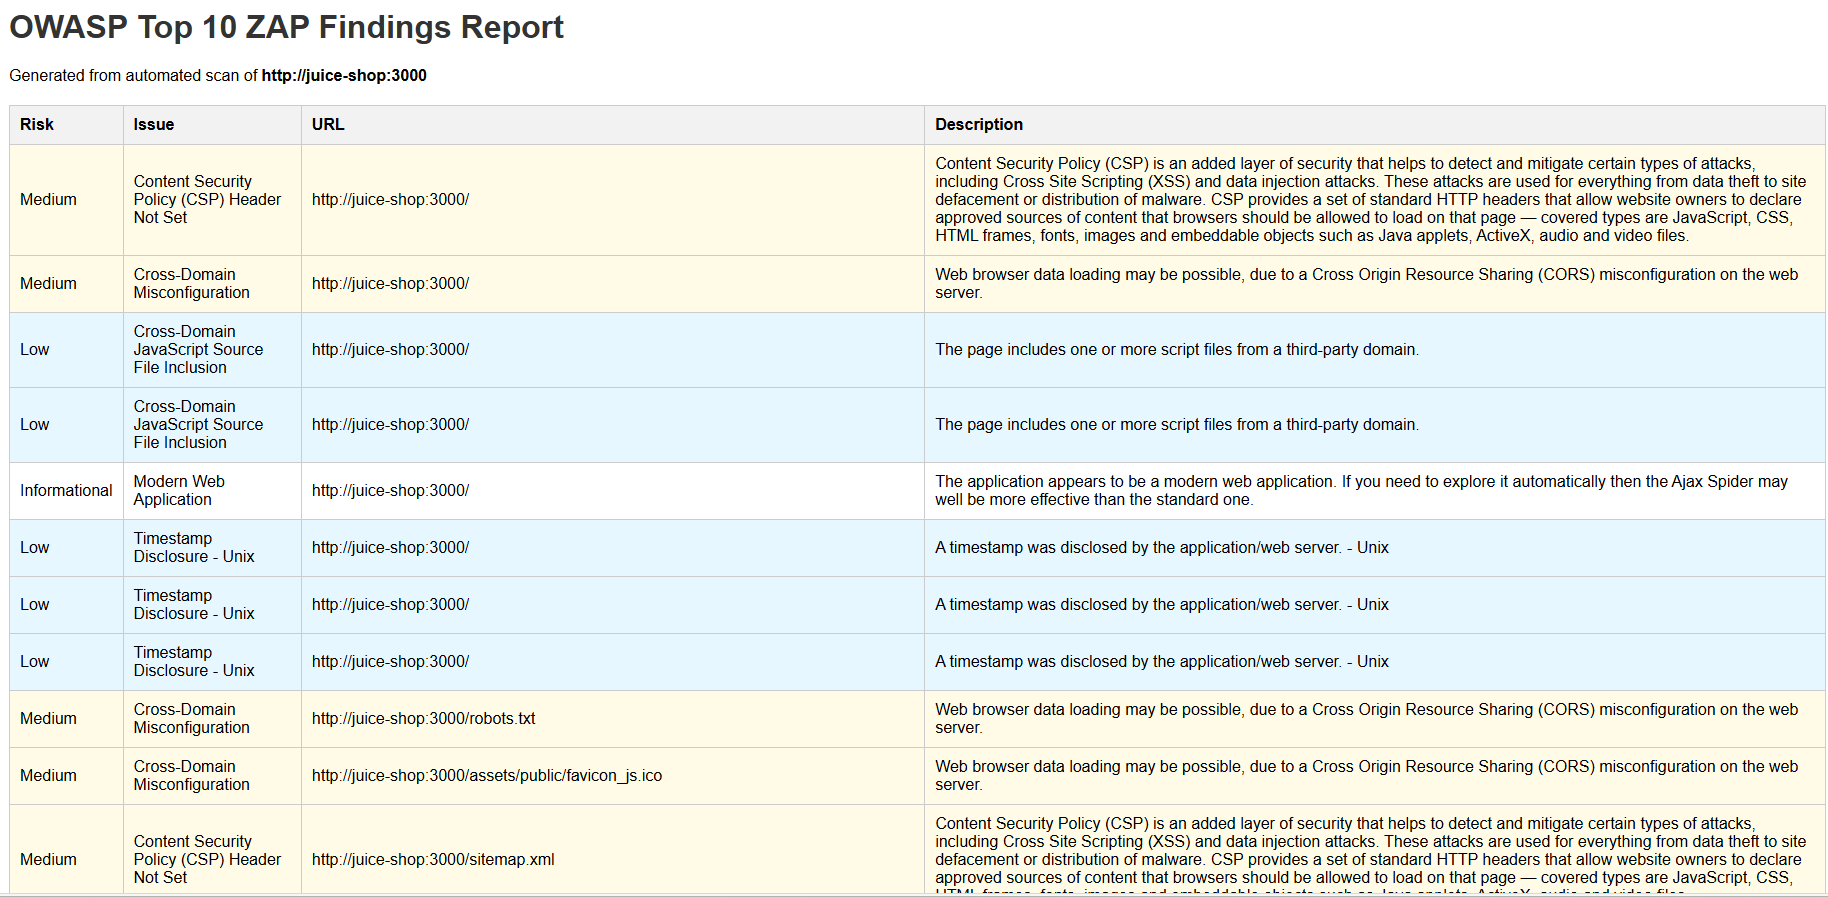 OWASP Top 10 ZAP Findings Report
Generated from automated scan of http://juice-shop:3000
Risk Issue URL Description
Medium
Content Security
Policy (CSP) Header
Not Set
http://juice-shop:3000/
Content Security Policy (CSP) is an added layer of security that helps to detect and mitigate certain types of attacks,
including Cross Site Scripting (XSS) and data injection attacks. These attacks are used for everything from data theft to site
defacement or distribution of malware. CSP provides a set of standard HTTP headers that allow website owners to declare
approved sources of content that browsers should be allowed to load on that page — covered types are JavaScript, CSS,
HTML frames, fonts, images and embeddable objects such as Java applets, ActiveX, audio and video files.
Medium
Cross-Domain
Misconfiguration
http://juice-shop:3000/
Web browser data loading may be possible, due to a Cross Origin Resource Sharing (CORS) misconfiguration on the web
server.
Low
Cross-Domain
JavaScript Source
File Inclusion
http://juice-shop:3000/
The page includes one or more script files from a third-party domain.
Low
Cross-Domain
JavaScript Source
File Inclusion
http://juice-shop:3000/
The page includes one or more script files from a third-party domain.
Informational
Modern Web
Application
http://juice-shop:3000/
The application appears to be a modern web application. If you need to explore it automatically then the Ajax Spider may
well be more effective than the standard one.
Low
Timestamp
Disclosure - Unix
http://juice-shop:3000/
A timestamp was disclosed by the application/web server. - Unix
Low
Timestamp
Disclosure - Unix
http://juice-shop:3000/
A timestamp was disclosed by the application/web server. - Unix
Low
Timestamp
Disclosure - Unix
http://juice-shop:3000/
A timestamp was disclosed by the application/web server. - Unix
Medium
Cross-Domain
Misconfiguration
http://juice-shop:3000/robots.txt
Web browser data loading may be possible, due to a Cross Origin Resource Sharing (CORS) misconfiguration on the web
server.
Medium
Cross-Domain
Misconfiguration
http://juice-shop:3000/assets/public/favicon_js.ico
Web browser data loading may be possible, due to a Cross Origin Resource Sharing (CORS) misconfiguration on the web
server.
Medium
Content Security
Policy (CSP) Header
Not Set
http://juice-shop:3000/sitemap.xml
Content Security Policy (CSP) is an added layer of security that helps to detect and mitigate certain types of attacks,
including Cross Site Scripting (XSS) and data injection attacks. These attacks are used for everything from data theft to site
defacement or distribution of malware. CSP provides a set of standard HTTP headers that allow website owners to declare
approved sources of content that browsers should be allowed to load on that page — covered types are JavaScript, CSS,